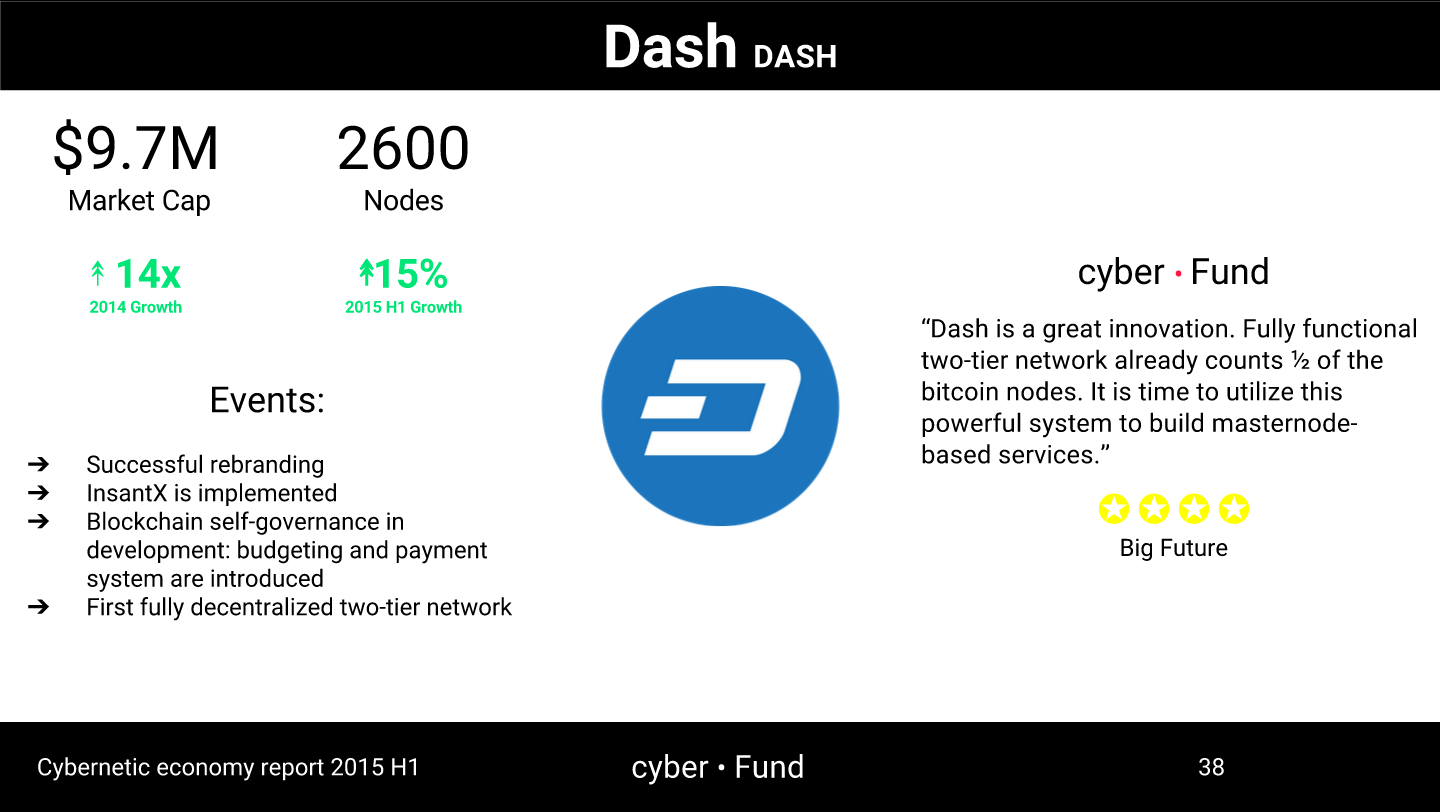 Dash DASH
$9.7M
Market Cap
2600
Nodes
↟ 14x
2014 Growth
↟15%
2015 H1 Growth
Events:
➔ Successful rebranding
➔ InsantX is implemented
➔ Blockchain self-governance in
development: budgeting and payment
system are introduced
➔ First fully decentralized two-tier network
cyber • Fund
“Dash is a great innovation. Fully functional
two-tier network already counts ½ of the
bitcoin nodes. It is time to utilize this
powerful system to build masternode-
based services.”
✪ ✪ ✪ ✪
Big Future
Cybernetic economy report 2015 H1
cyber • Fund
38